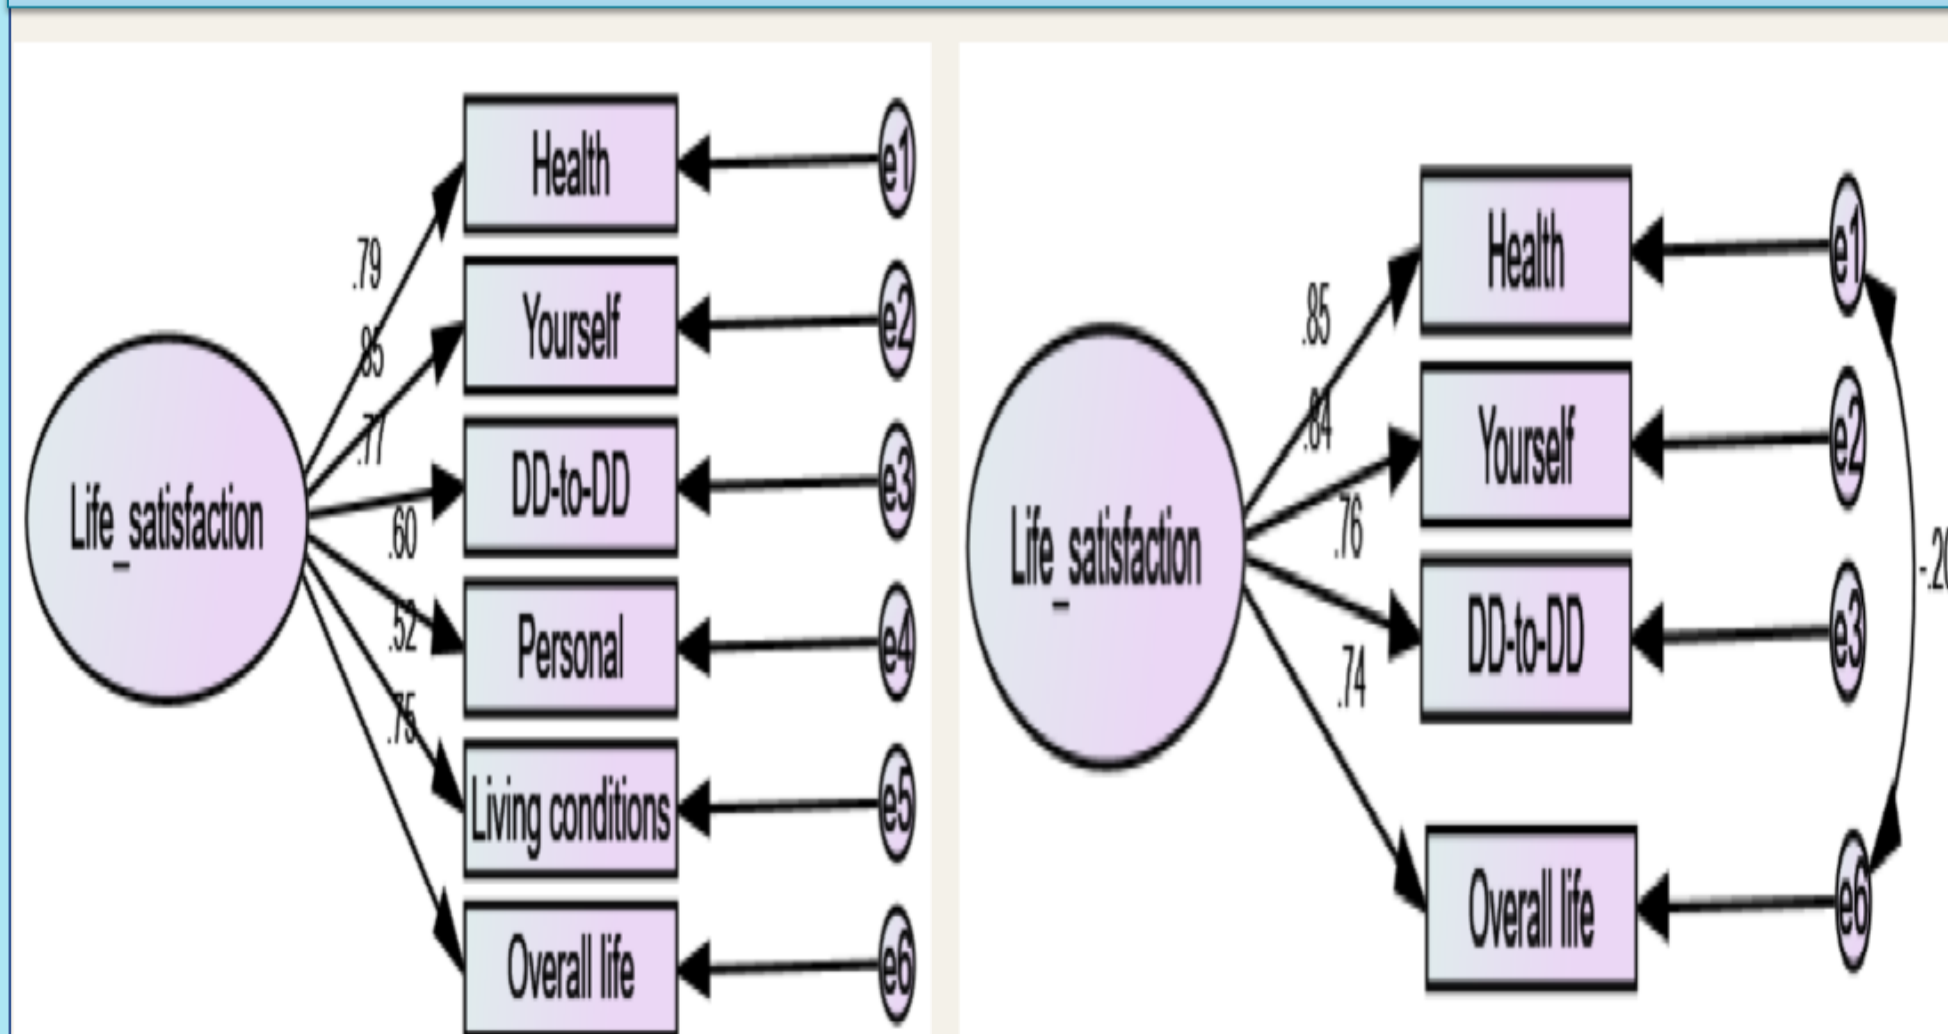 Health
e1
.79
Yourself
e2
.85
.77
DD-to-DD
e3
Life_satisfaction
.60
Personal
e4
.52
.75
Living conditions
e5
Overall life
e6
Health
e1
.85
.84
Yourself
e2
.76
Life_satisfaction
-.20
DD-to-DD
e3
.74
Overall life
e6